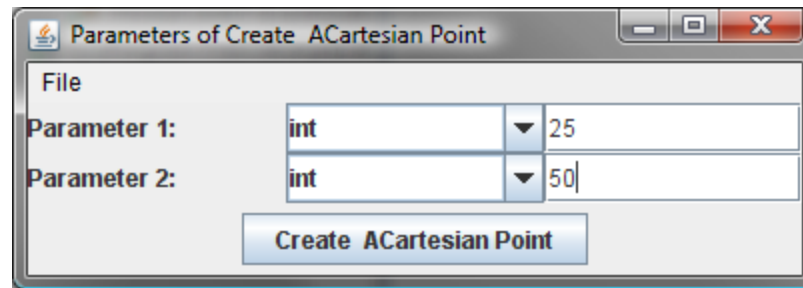 Parameters of Create ACartesian Point
File
Parameter 1: int 25
Parameter 2: int 50
Create ACartesian Point